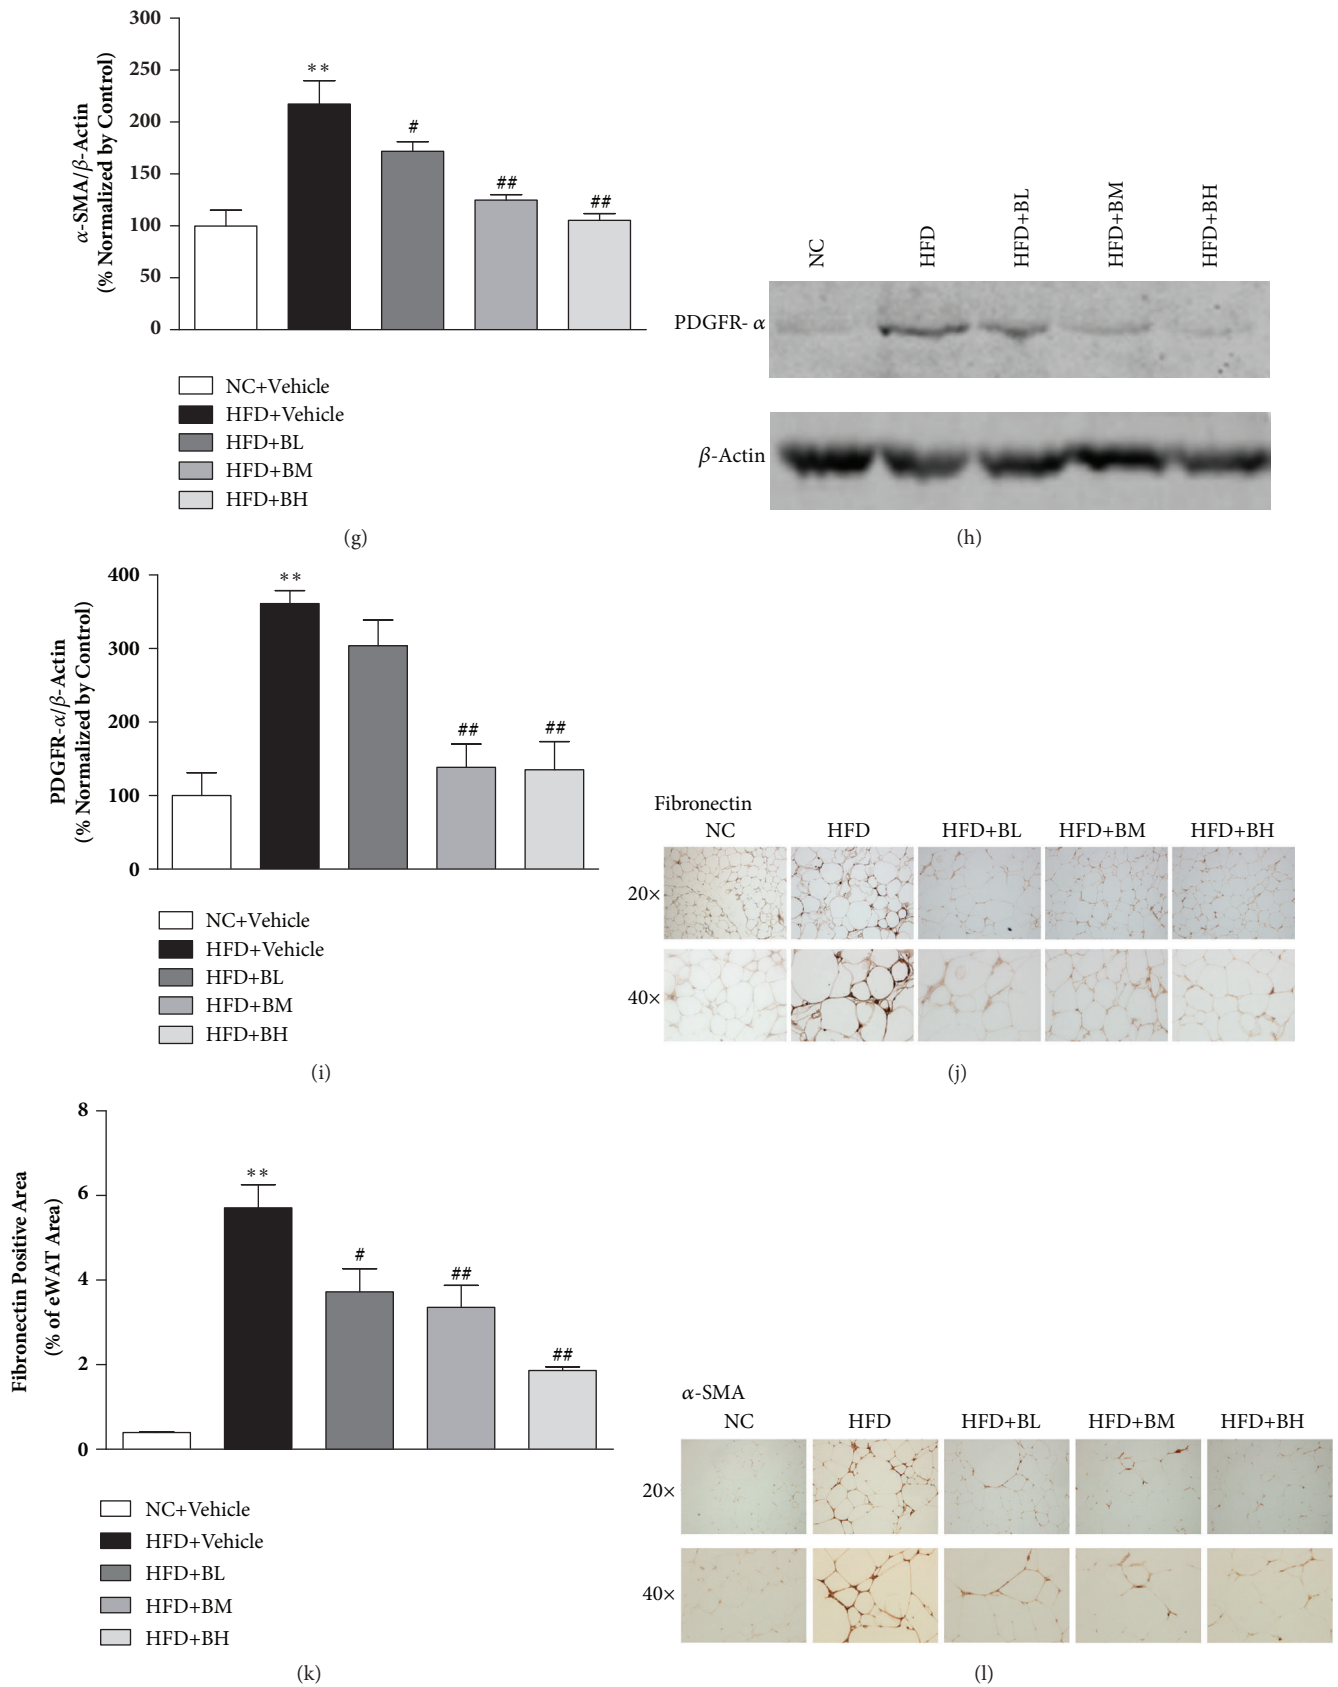 300
250
200
150
100
50
0
α-SMA/β-Actin
(% Normalized by Control)
**
#
##
##
NC+Vehicle
HFD+Vehicle
HFD+BL
HFD+BM
HFD+BH
(g)
NC
HFD
HFD+BL
HFD+BM
HFD+BH
PDGFR- α
β-Actin
(h)
400
300
200
100
0
PDGFR-α/β-Actin
(% Normalized by Control)
**
##
##
NC+Vehicle
HFD+Vehicle
HFD+BL
HFD+BM
HFD+BH
(i)
Fibronectin
NC HFD HFD+BL HFD+BM HFD+BH
20×
40×
(j)
8
6
4
2
0
Fibronectin Positive Area
(% of eWAT Area)
**
#
##
##
NC+Vehicle
HFD+Vehicle
HFD+BL
HFD+BM
HFD+BH
(k)
α-SMA
NC HFD HFD+BL HFD+BM HFD+BH
20×
40×
(l)